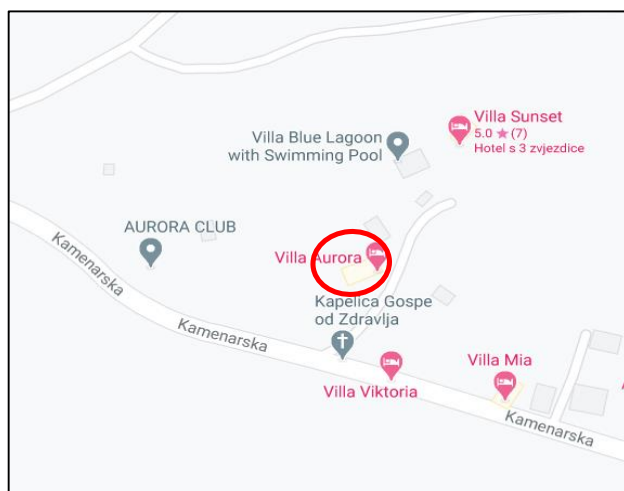 Villa Sunset
5.0 ★ (7)
Hotel s 3 zvjezdice
Villa Blue Lagoon
with Swimming Pool
AURORA CLUB
Villa Aurora
Kamenarska
Kapelica Gospe
od Zdravlja
Kamenarska
Villa Mia
Villa Viktoria
Kamenarska